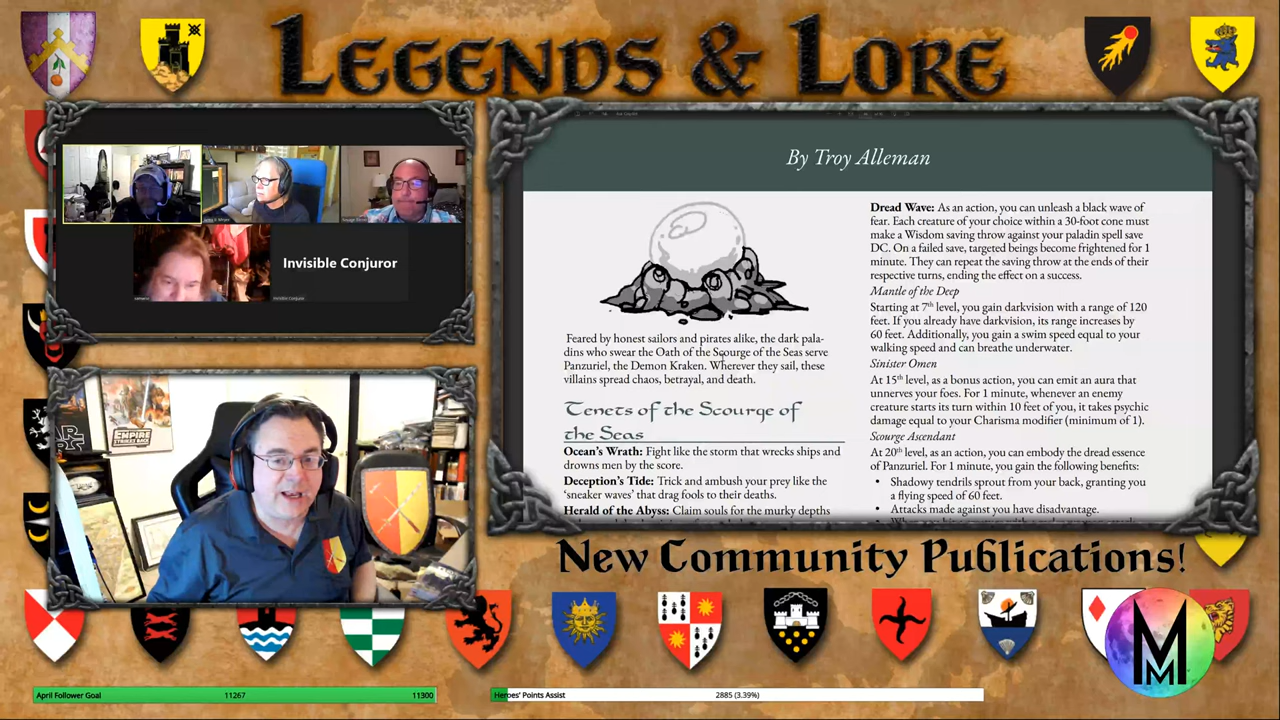 LEGENDS & LORE
Invisible Conjuror
Invisible Conjuror
EMPIRE
STRIKES
BACK
By Troy Alleman
Feared by honest sailors and pirates alike, the dark pala-
dins who swear the Oath of the Scourge of the Seas serve
Panzuriel, the Demon Kraken. Wherever they sail, these
villains spread chaos, betrayal, and death.
Tenets of the Scourge of
the Seas
Ocean's Wrath: Fight like the storm that wrecks ships and
drowns men by the score.
Deception's Tide: Trick and ambush your prey like the
'sneaker waves' that drag fools to their deaths.
Herald of the Abyss: Claim souls for the murky depths
Dread Wave: As an action, you can unleash a black wave of
fear. Each creature of your choice within a 30-foot cone must
make a Wisdom saving throw against your paladin spell save
DC. On a failed save, targeted beings become frightened for 1
minute. They can repeat the saving throw at the ends of their
respective turns, ending the effect on a success.
Mantle of the Deep
Starting at 7th level, you gain darkvision with a range of 120
feet. If you already have darkvision, its range increases by
60 feet. Additionally, you gain a swim speed equal to your
walking speed and can breathe underwater.
Sinister Omen
At 15th level, as a bonus action, you can emit an aura that
unnerves your foes. For 1 minute, whenever an enemy
creature starts its turn within 10 feet of you, it takes psychic
damage equal to your Charisma modifier (minimum of 1).
Scourge Ascendant
At 20th level, as an action, you can embody the dread essence
of Panzuriel. For 1 minute, you gain the following benefits:
• Shadowy tendrils sprout from your back, granting you
a flying speed of 60 feet.
• Attacks made against you have disadvantage.
New Community Publications!
MM
April Follower Goal 11267 11300
Heroes' Points Assist 2885 (3.39%)